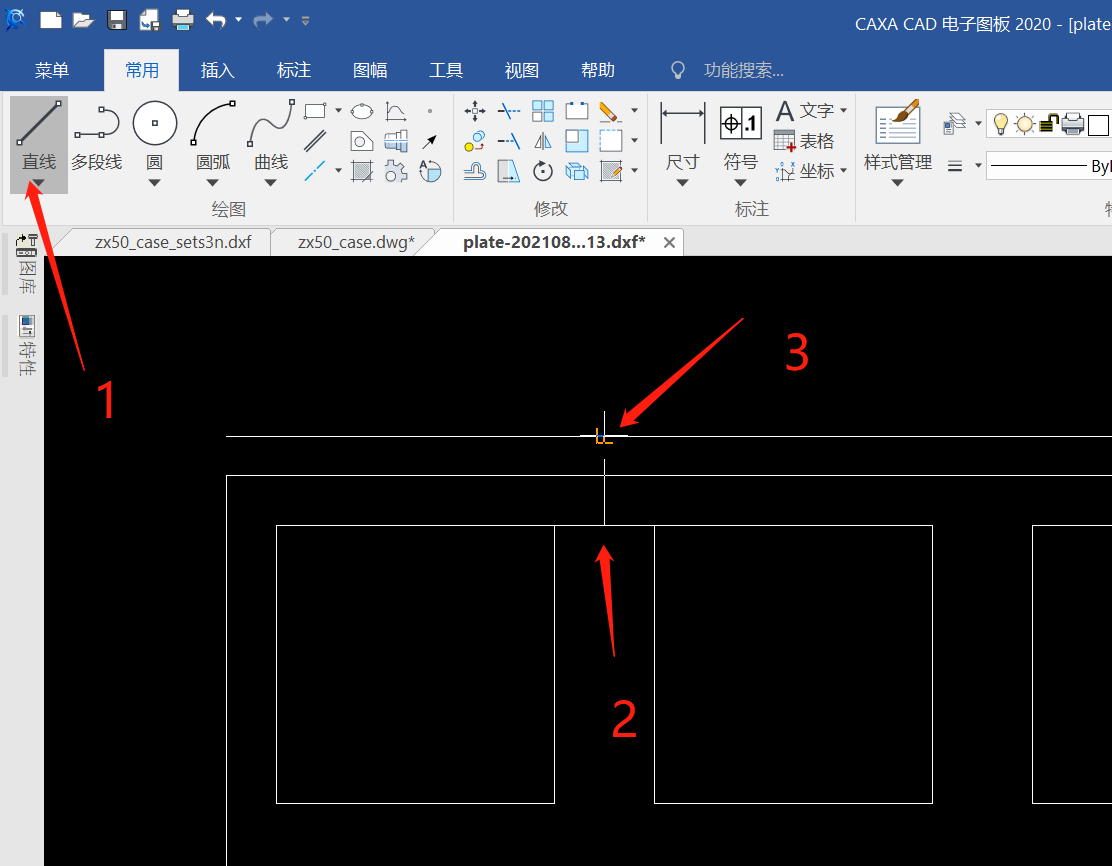 CAXA CAD 电子图板 2020 - [plate
菜单 常用 插入 标注 图幅 工具 视图 帮助 功能搜索...
直线 多段线 圆 圆弧 曲线 尺寸 .1 符号 A 文字 表格 坐标 样式管理 ByL
绘图 修改 标注 特
zx50_case_sets3n.dxf zx50_case.dwg* plate-202108...13.dxf*
图库
特性
1
3
2